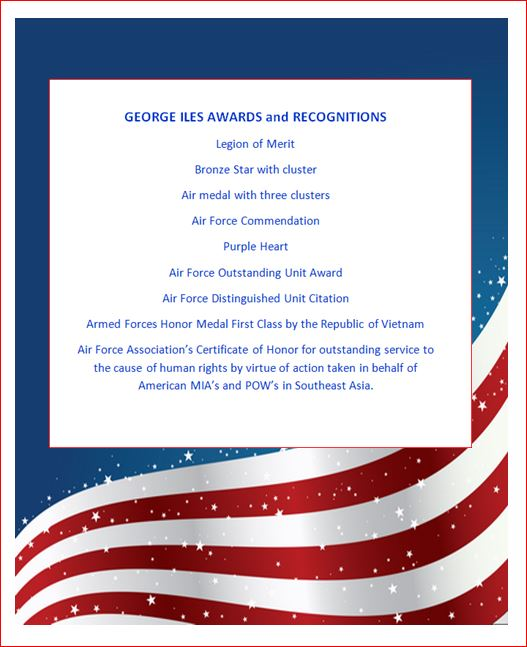 GEORGE ILES AWARDS and RECOGNITIONS
Legion of Merit
Bronze Star with cluster
Air medal with three clusters
Air Force Commendation
Purple Heart
Air Force Outstanding Unit Award
Air Force Distinguished Unit Citation
Armed Forces Honor Medal First Class by the Republic of Vietnam
Air Force Association’s Certificate of Honor for outstanding service to
the cause of human rights by virtue of action taken in behalf of
American MIA’s and POW’s in Southeast Asia.